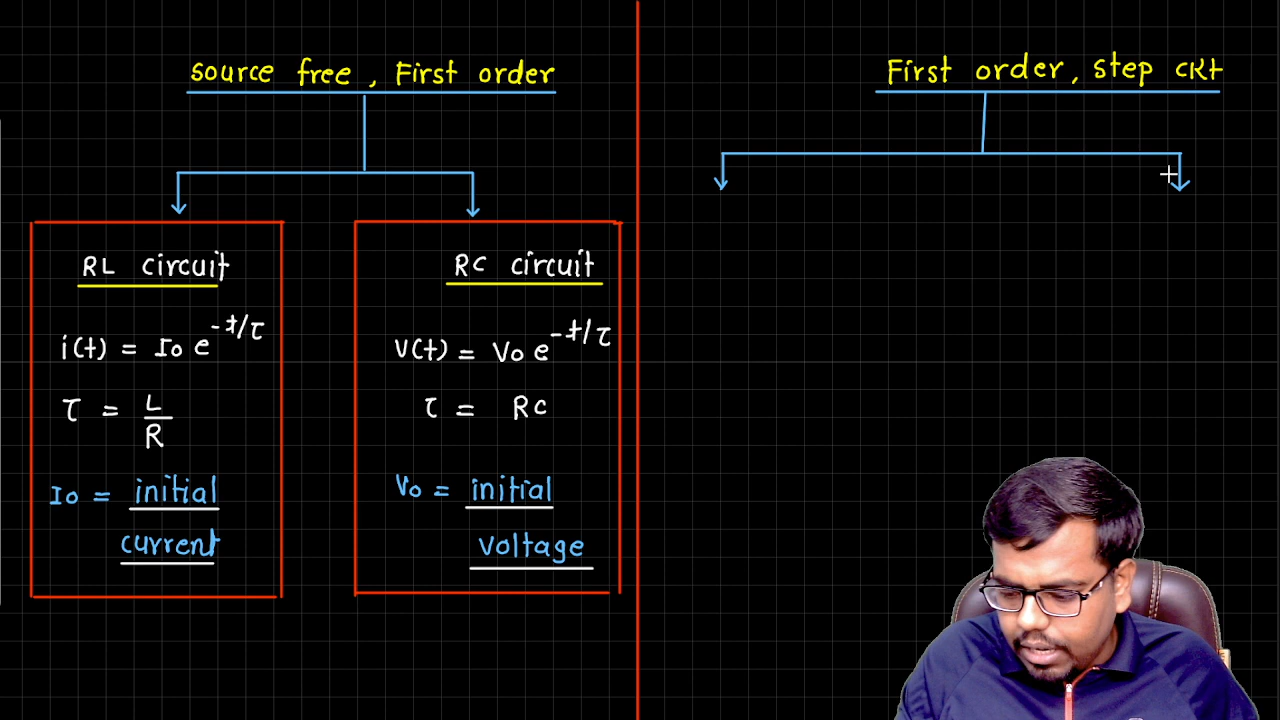 Source free, First order
RL circuit
i(t) = Io e^-t/τ
τ = L/R
Io = initial
current
RC circuit
V(t) = Vo e^-t/τ
τ = RC
Vo = initial
Voltage
First order, Step CKt